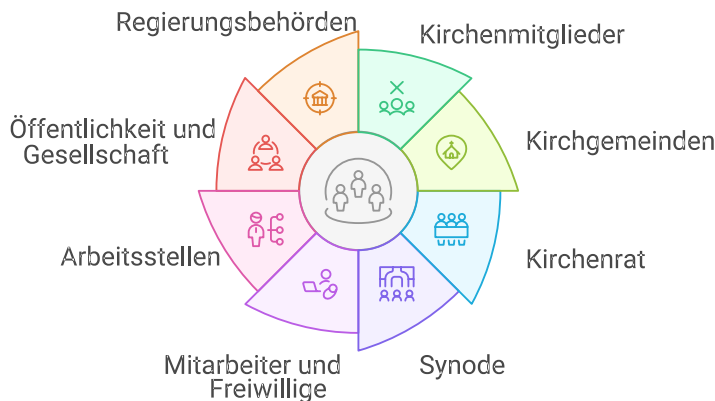 Regierungsbehörden
Kirchenmitglieder
Öffentlichkeit und
Gesellschaft
Kirchgemeinden
Arbeitsstellen
Kirchenrat
Mitarbeiter und
Freiwillige
Synode